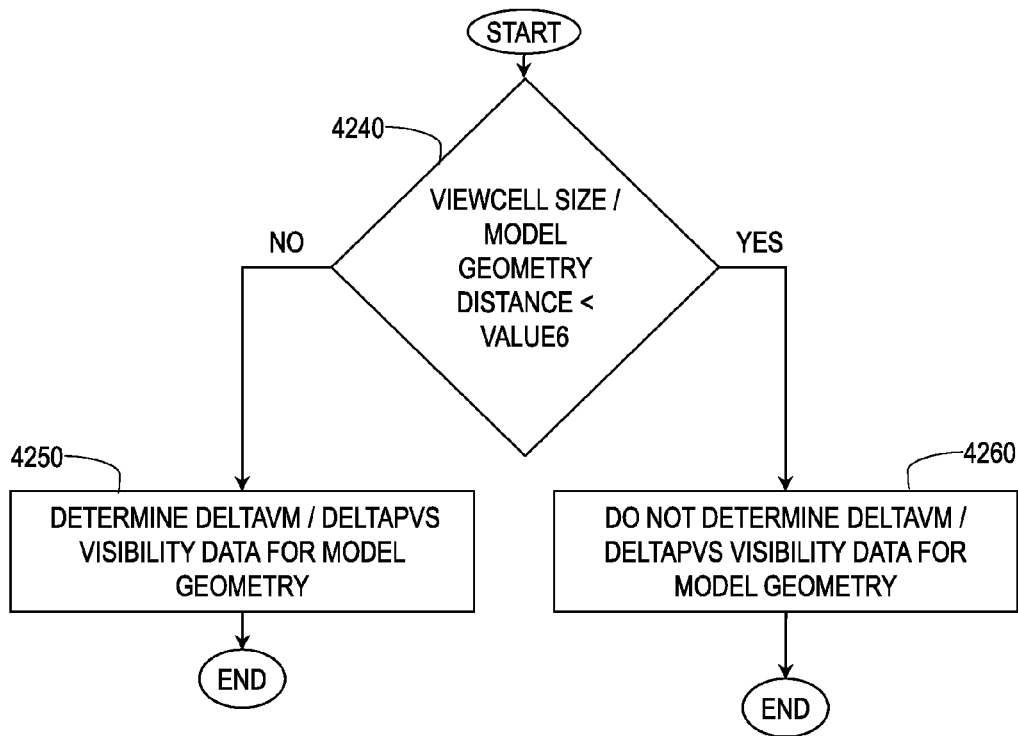 START
4240
VIEWCELL SIZE /
MODEL
GEOMETRY
DISTANCE <
VALUE6
NO
YES
4250
DETERMINE DELTAVM / DELTAPVS
VISIBILITY DATA FOR MODEL
GEOMETRY
END
4260
DO NOT DETERMINE DELTAVM /
DELTAPVS VISIBILITY DATA FOR
MODEL GEOMETRY
END